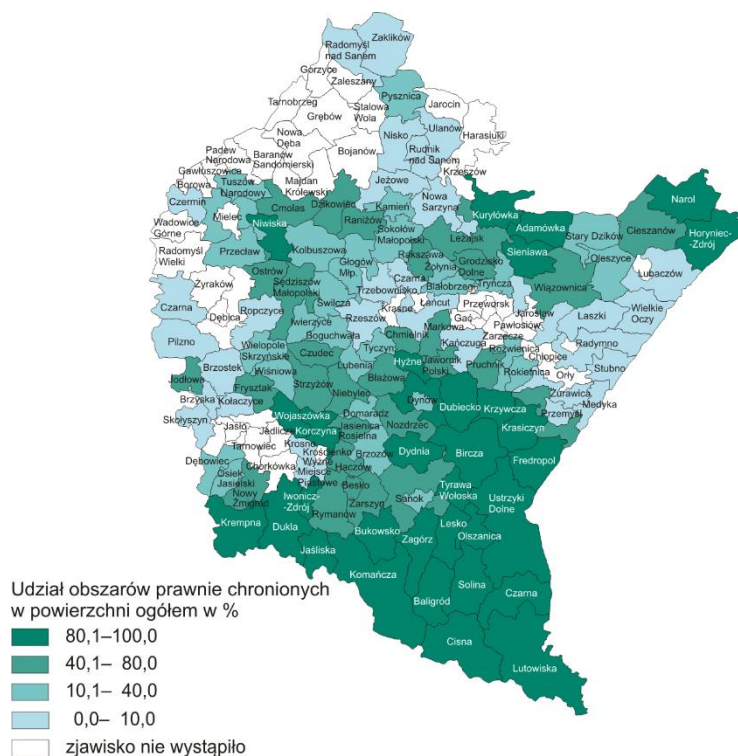 Radomyśl
nad Sanem
Zaklików
Gorzyce
Zaleszany
Pysznica
Jarocin
Tarnobrzeg
Stalowa
Wola
Grębów
Ulanów
Harasiuki
Nisko
Nowa
Dęba
Rudnik
nad Sanem
Bojanów
Padew
Narodowa
Baranów
Sandomierski
Krzeszów
Gawłuszowice
Majdan
Królewski
Jeżowe
Borowa
Tuszów
Narodowy
Nowa
Sarzyna
Narol
Czermin
Cmolas
Dzikowiec
Kamień
Kuryłówka
Mielec
Raniżów
Adamówka
Cieszanów
Horyniec-
-Zdrój
Wadowice
Górne
Niwiska
Sokołów
Małopolski
Leżajsk
Stary Dzików
Radomyśl
Wielki
Przecław
Kolbuszowa
Rakszawa
Grodzisko
Dolne
Sieniawa
Oleszyce
Głogów
Młp.
Żołynia
Lubaczów
Ostrów
Czarna
Wiązownica
Żyraków
Sędziszów
Małopolski
Trzebownisko
Białobrzegi
Tryńcza
Czarna
Dębica
Świlcza
Krasne
Łańcut
Przeworsk
Jarosław
Wielkie
Oczy
Ropczyce
Rzeszów
Gać
Pawłosiów
Laszki
Iwierzyce
Markowa
Zarzecze
Radymno
Pilzno
Boguchwała
Chmielnik
Kańczuga
Roźwienica
Chłopice
Wielopole
Skrzyńskie
Czudec
Tyczyn
Hyżne
Jawornik
Polski
Pruchnik
Orły
Stubno
Brzostek
Wiśniowa
Lubenia
Rokietnica
Jodłowa
Strzyżów
Błażowa
Żurawica
Frysztak
Niebylec
Dynów
Dubiecko
Krzywcza
Przemyśl
Medyka
Brzyska
Kołaczyce
Domaradz
Skołyszyn
Wojaszówka
Nozdrzec
Krasiczyn
Jasło
Jedlicze
Korczyna
Jasienica
Rosielna
Tarnowiec
Krosno
Brzozów
Dydnia
Bircza
Fredropol
Dębowiec
Chorkówka
Krościenko
Wyżne
Haczów
Osiek-
Jasielski
Miejsce
Piastowe
Besko
Tyrawa
Wołoska
Nowy
Żmigród
Iwonicz-
-Zdrój
Zarszyn
Sanok
Ustrzyki
Dolne
Rymanów
Krempna
Dukla
Bukowsko
Lesko
Zagórz
Olszanica
Jaśliska
Komańcza
Solina
Czarna
Baligród
Cisna
Lutowiska
Udział obszarów prawnie chronionych
w powierzchni ogółem w %
80,1–100,0
40,1– 80,0
10,1– 40,0
0,0– 10,0
zjawisko nie wystąpiło